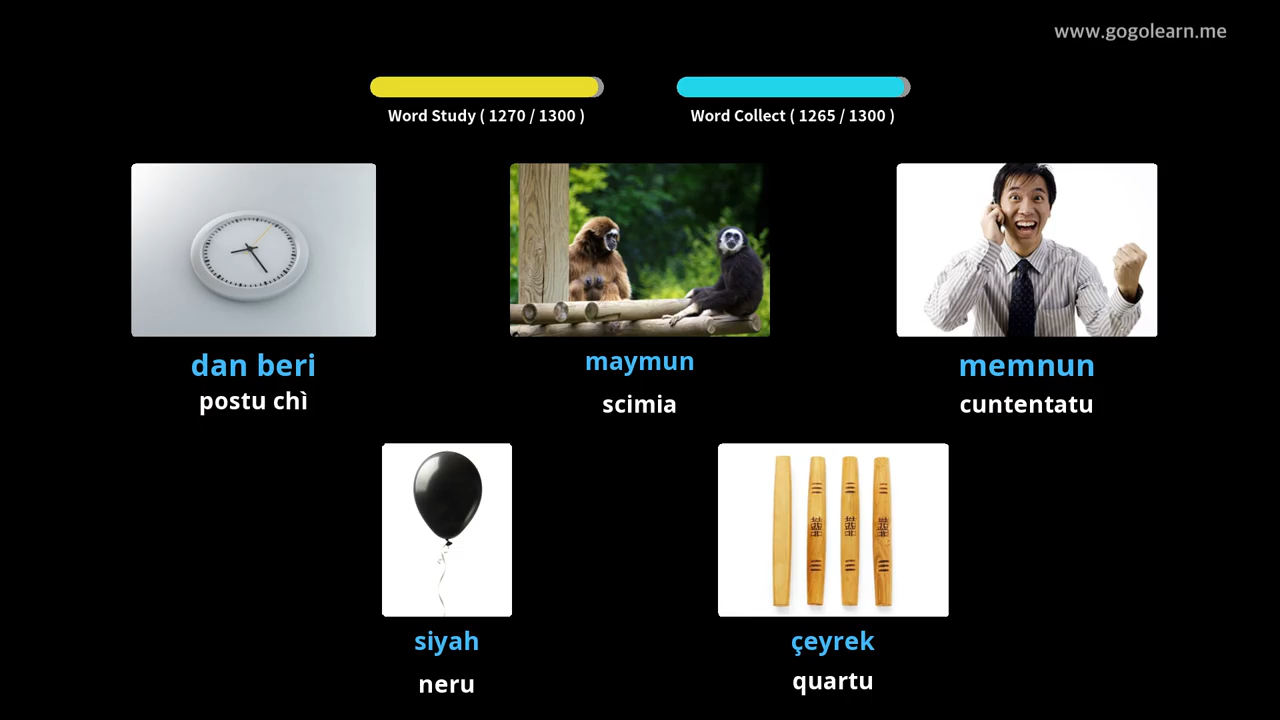 www.gogolearn.me
Word Study ( 1270 / 1300 )
Word Collect ( 1265 / 1300 )
dan beri
postu chì
maymun
scimia
memnun
cuntentatu
siyah
neru
çeyrek
quartu